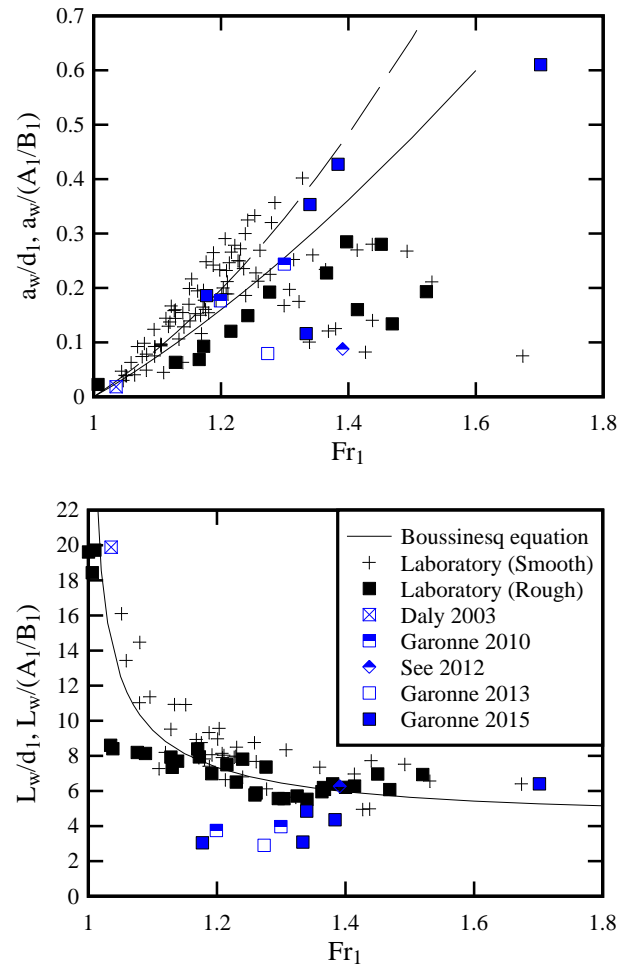 0.7
0.6
0.5
0.4
0.3
0.2
0.1
0
a_w/d_1, a_w/(A_1/B_1)
1 1.2 1.4 1.6 1.8
Fr_1
22
20
18
16
14
12
10
8
6
4
2
0
L_w/d_1, L_w/(A_1/B_1)
Boussinesq equation
Laboratory (Smooth)
Laboratory (Rough)
Daly 2003
Garonne 2010
See 2012
Garonne 2013
Garonne 2015
1 1.2 1.4 1.6 1.8
Fr_1